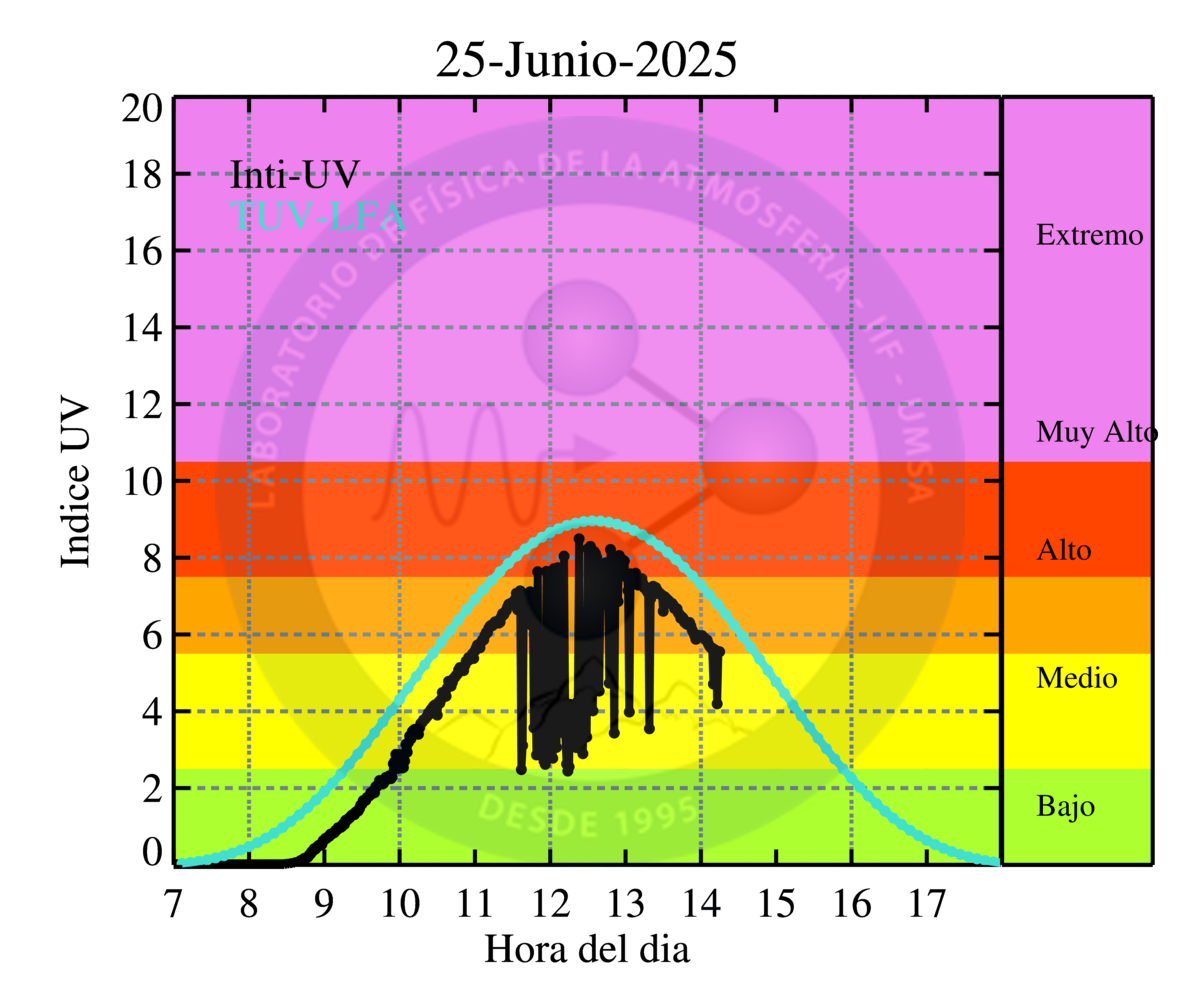 25-Junio-2025
20
18
16
14
12
10
8
6
4
2
0
Indice UV
Inti-UV
TUV-LFA
LABORATORIO DE FÍSICA DE LA ATMÓSFERA - IIF - UMSA
DESDE 1995
Extremo
Muy Alto
Alto
Medio
Bajo
7 8 9 10 11 12 13 14 15 16 17
Hora del dia